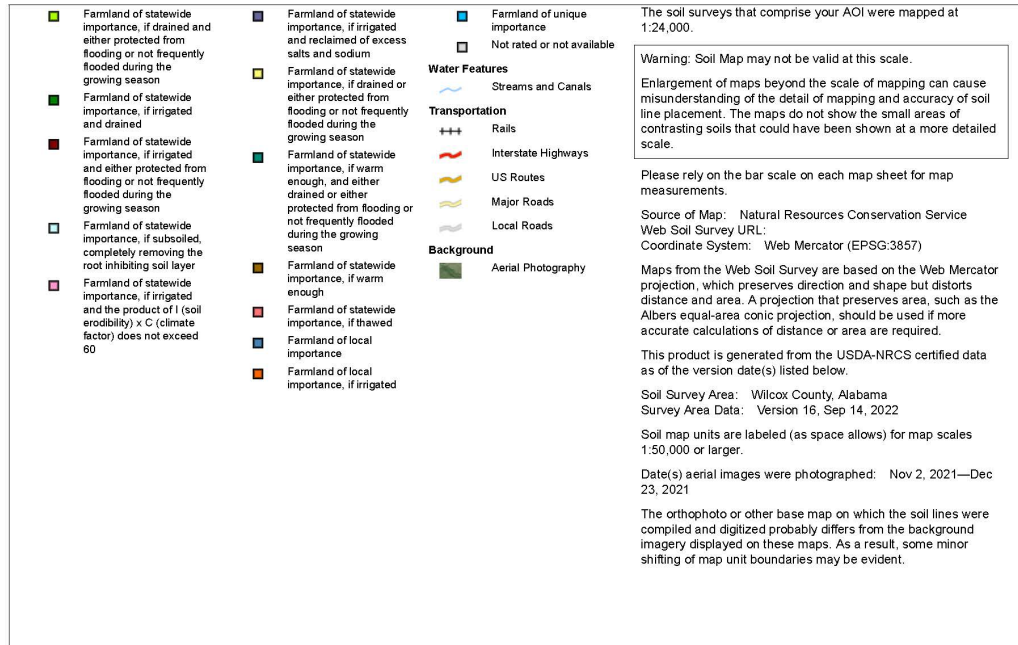 Farmland of statewide
importance, if drained and
either protected from
flooding or not frequently
flooded during the
growing season
Farmland of statewide
importance, if irrigated
and drained
Farmland of statewide
importance, if irrigated
and either protected from
flooding or not frequently
flooded during the
growing season
Farmland of statewide
importance, if subsoiled,
completely removing the
root inhibiting soil layer
Farmland of statewide
importance, if irrigated
and the product of I (soil
erodibility) x C (climate
factor) does not exceed
60
Farmland of statewide
importance, if irrigated
and reclaimed of excess
salts and sodium
Farmland of statewide
importance, if drained or
either protected from
flooding or not frequently
flooded during the
growing season
Farmland of statewide
importance, if warm
enough, and either
drained or either
protected from flooding or
not frequently flooded
during the growing
season
Farmland of statewide
importance, if warm
enough
Farmland of statewide
importance, if thawed
Farmland of local
importance
Farmland of local
importance, if irrigated
Farmland of unique
importance
Not rated or not available
Water Features
Streams and Canals
Transportation
Rails
Interstate Highways
US Routes
Major Roads
Local Roads
Background
Aerial Photography
The soil surveys that comprise your AOI were mapped at
1:24,000.
Warning: Soil Map may not be valid at this scale.
Enlargement of maps beyond the scale of mapping can cause
misunderstanding of the detail of mapping and accuracy of soil
line placement. The maps do not show the small areas of
contrasting soils that could have been shown at a more detailed
scale.
Please rely on the bar scale on each map sheet for map
measurements.
Source of Map: Natural Resources Conservation Service
Web Soil Survey URL:
Coordinate System: Web Mercator (EPSG:3857)
Maps from the Web Soil Survey are based on the Web Mercator
projection, which preserves direction and shape but distorts
distance and area. A projection that preserves area, such as the
Albers equal-area conic projection, should be used if more
accurate calculations of distance or area are required.
This product is generated from the USDA-NRCS certified data
as of the version date(s) listed below.
Soil Survey Area: Wilcox County, Alabama
Survey Area Data: Version 16, Sep 14, 2022
Soil map units are labeled (as space allows) for map scales
1:50,000 or larger.
Date(s) aerial images were photographed: Nov 2, 2021—Dec
23, 2021
The orthophoto or other base map on which the soil lines were
compiled and digitized probably differs from the background
imagery displayed on these maps. As a result, some minor
shifting of map unit boundaries may be evident.